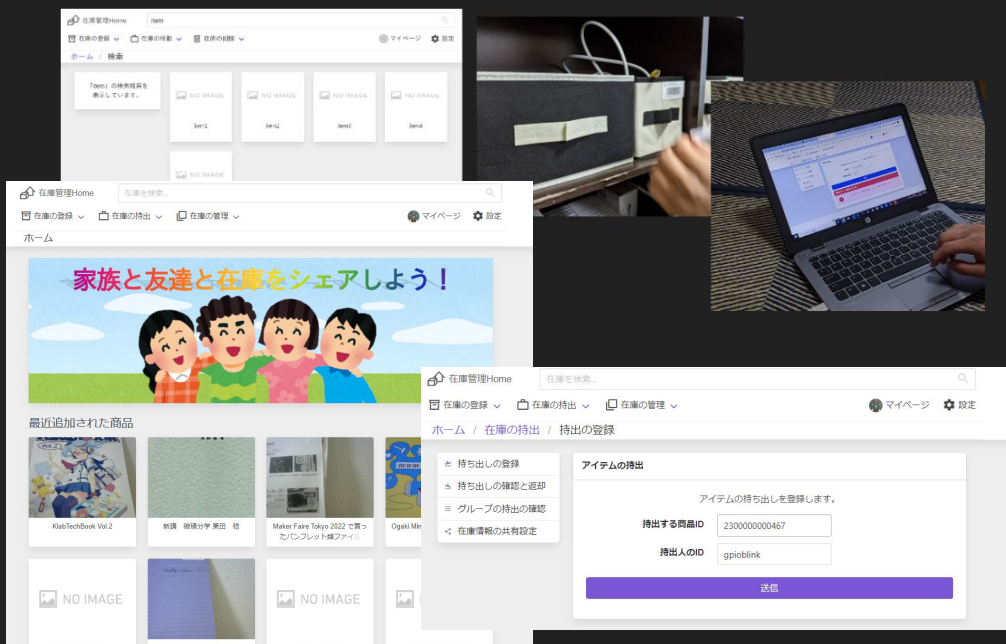 在庫管理Home
item
在庫の登録
在庫の移動
在庫の削除
マイページ
設定
ホーム / 検索
「item」の検索結果を
表示しています。
NO IMAGE
NO IMAGE
NO IMAGE
NO IMAGE
item1
item2
item3
item4
NO IMAGE
在庫管理Home
在庫を検索...
在庫の登録
在庫の持出
在庫の管理
マイページ
設定
ホーム
家族と友達と在庫をシェアしよう！
最近追加された商品
KlabTechBook Vol.2
新講 微積分学 栗田 稔
Maker Faire Tokyo 2022 で買っ
たパンフレット類ファイル
Ogaki Min
NO IMAGE
NO IMAGE
在庫管理Home
在庫を検索...
在庫の登録
在庫の持出
在庫の管理
マイページ
設定
ホーム / 在庫の持出 / 持出の登録
持ち出しの登録
持ち出しの確認と返却
グループの持出の確認
在庫情報の共有設定
アイテムの持出
アイテムの持ち出しを登録します。
持出する商品ID
2300000000467
持出人のID
gpioblink
送信